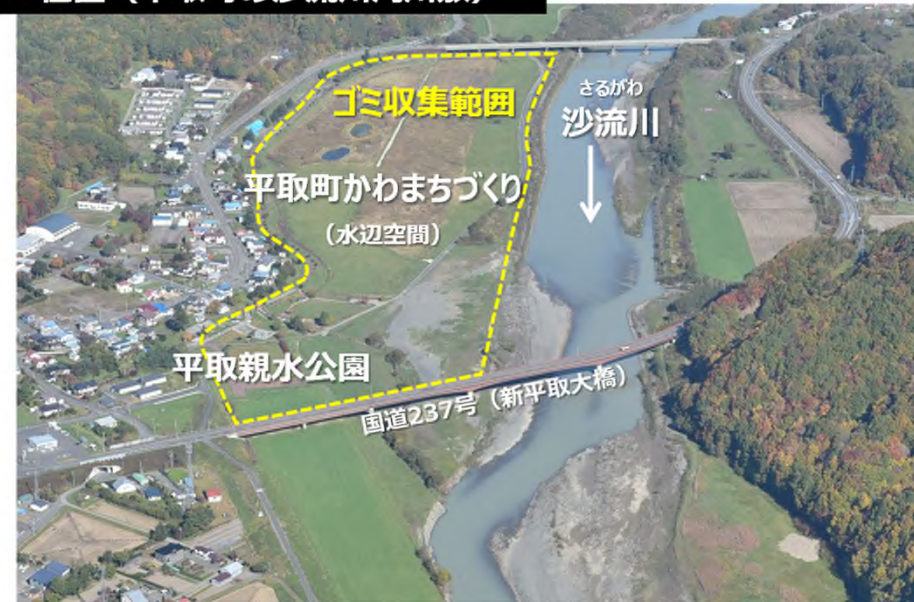 ゴミ収集範囲
さるがわ
沙流川
平取町かわまちづくり
（水辺空間）
平取親水公園
国道237号（新平取大橋）